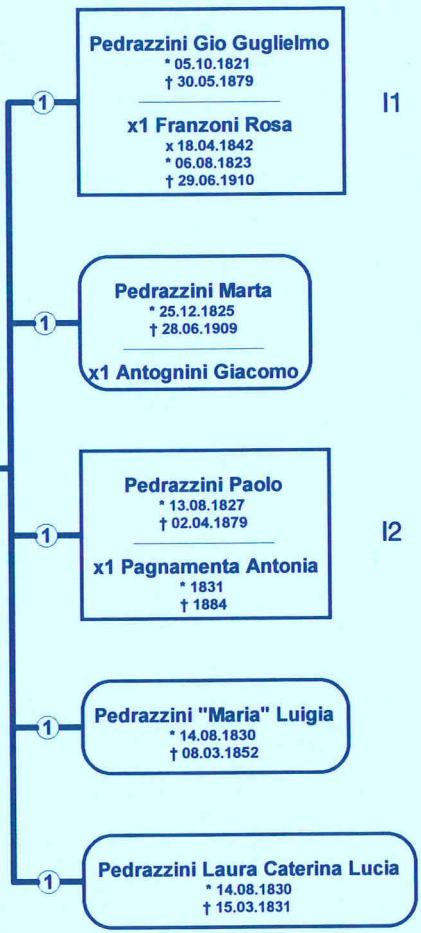 1
Pedrazzini Gio Guglielmo
* 05.10.1821
† 30.05.1879
x1 Franzoni Rosa
x 18.04.1842
* 06.08.1823
† 29.06.1910
I1
1
Pedrazzini Marta
* 25.12.1825
† 28.06.1909
x1 Antognini Giacomo
1
Pedrazzini Paolo
* 13.08.1827
† 02.04.1879
x1 Pagnamenta Antonia
* 1831
† 1884
I2
1
Pedrazzini "Maria" Luigia
* 14.08.1830
† 08.03.1852
1
Pedrazzini Laura Caterina Lucia
* 14.08.1830
† 15.03.1831